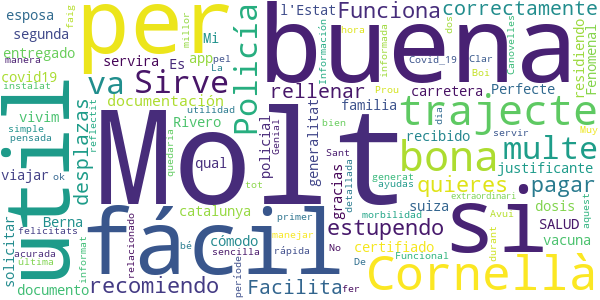 esposa
segunda
per
l'Estat
dos
correctamente
faig
millor
Mi
Policía
Funciona
hora
informada
Canovelles
entregado
servira
Es
app
pel
La
Información
buena
Covid_19
Clar
Boi
residiendo
Fenomenal
manera
covid19
va
Sirve
rellenar
carretera
Perfecte
instalat
documentación
utilidad
Prou
utill
vivim
desplazas
Rivero
familia
trajecte
simple
pensada
reflectit
Molt
policial
Genial
generalitat
bien
dia
servir
Muy
viajar
ok
quedaria
qual
recibido
multe
tot
Sant
detallada
gracias
bona
justificante
fácil
si
generat
ayudas
extraordinari
solicitar
Berna
catalunya
primer
No
quieres
pagar
felicitats
informat
relacionado
cómodo
manejar
estupendo
suiza
morbilidad
dosis
aquest
acurada
última
bé
sencilla
rápida
certificado
durant
Avui
SALUD
vacuna
documento
recomiendo
periode
Facilita
De
fer
Cornellà
Funcional